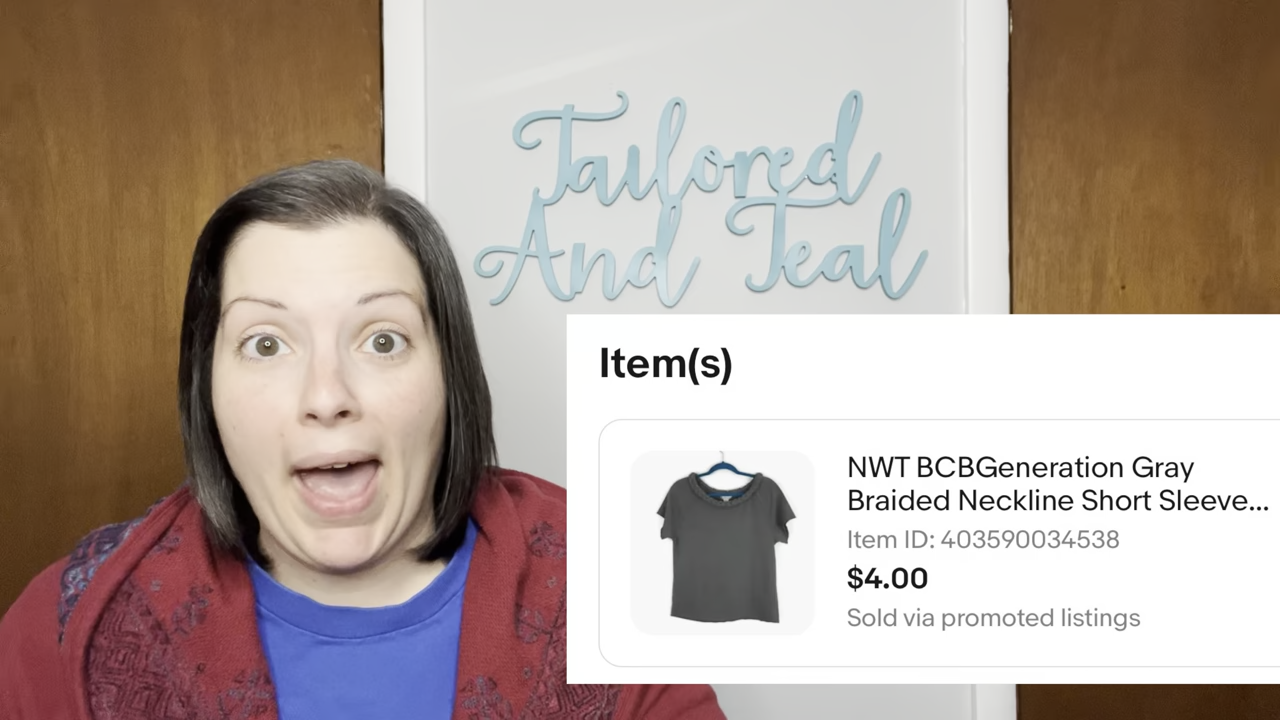 Tailored
And Teal
Item(s)
NWT BCBGeneration Gray
Braided Neckline Short Sleeve...
Item ID: 403590034538
$4.00
Sold via promoted listings